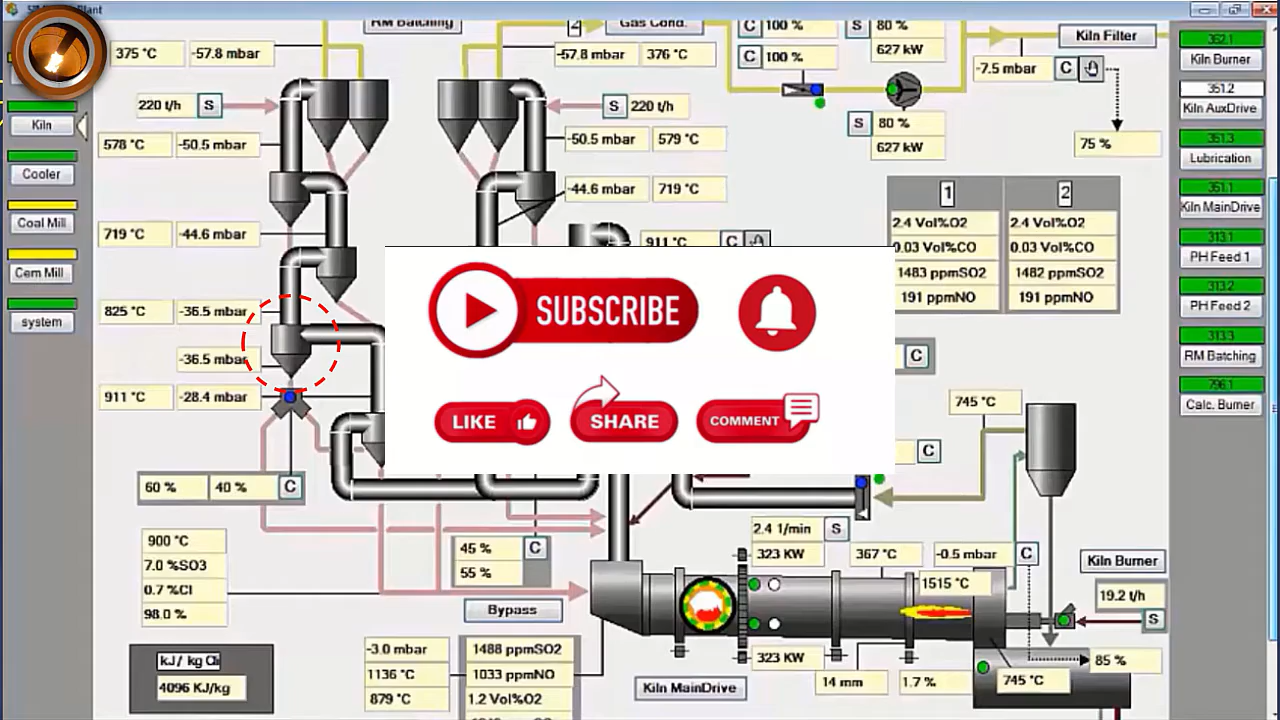 RM Batching
2
Gas Cond.
C 100 %
S 80 %
627 kW
Kiln Filter
375 °C -57.8 mbar
-57.8 mbar 376 °C
C 100 %
-7.5 mbar C
220 t/h S
S 220 t/h
S 80 %
627 kW
75 %
578 °C -50.5 mbar
-50.5 mbar 579 °C
-44.6 mbar 719 °C
719 °C -44.6 mbar
911 °C C
1 2
2.4 Vol%O2 2.4 Vol%O2
0.03 Vol%CO 0.03 Vol%CO
1483 ppmSO2 1482 ppmSO2
191 ppmNO 191 ppmNO
825 °C -36.5 mbar
-36.5 mbar
911 °C -28.4 mbar
SUBSCRIBE
LIKE
SHARE
COMMENT
C
C
745 °C
60 % 40 % C
900 °C
7.0 %SO3
0.7 %Cl
98.0 %
45 % C
55 %
Bypass
2.4 1/min S
323 KW
367 °C
-0.5 mbar C
1515 °C
Kiln Burner
19.2 t/h
S
85 %
745 °C
323 KW
14 mm
1.7 %
Kiln MainDrive
kJ/ kg Cli
4096 KJ/kg
-3.0 mbar
1136 °C
879 °C
1488 ppmSO2
1033 ppmNO
1.2 Vol%O2
Kiln
Cooler
Coal Mill
Cem Mill
system
362.1
Kiln Burner
351.2
Kiln AuxDrive
351.3
Lubrication
351.1
Kiln MainDrive
313.1
PH Feed 1
313.2
PH Feed 2
313.3
RM Batching
796.1
Calc. Burner